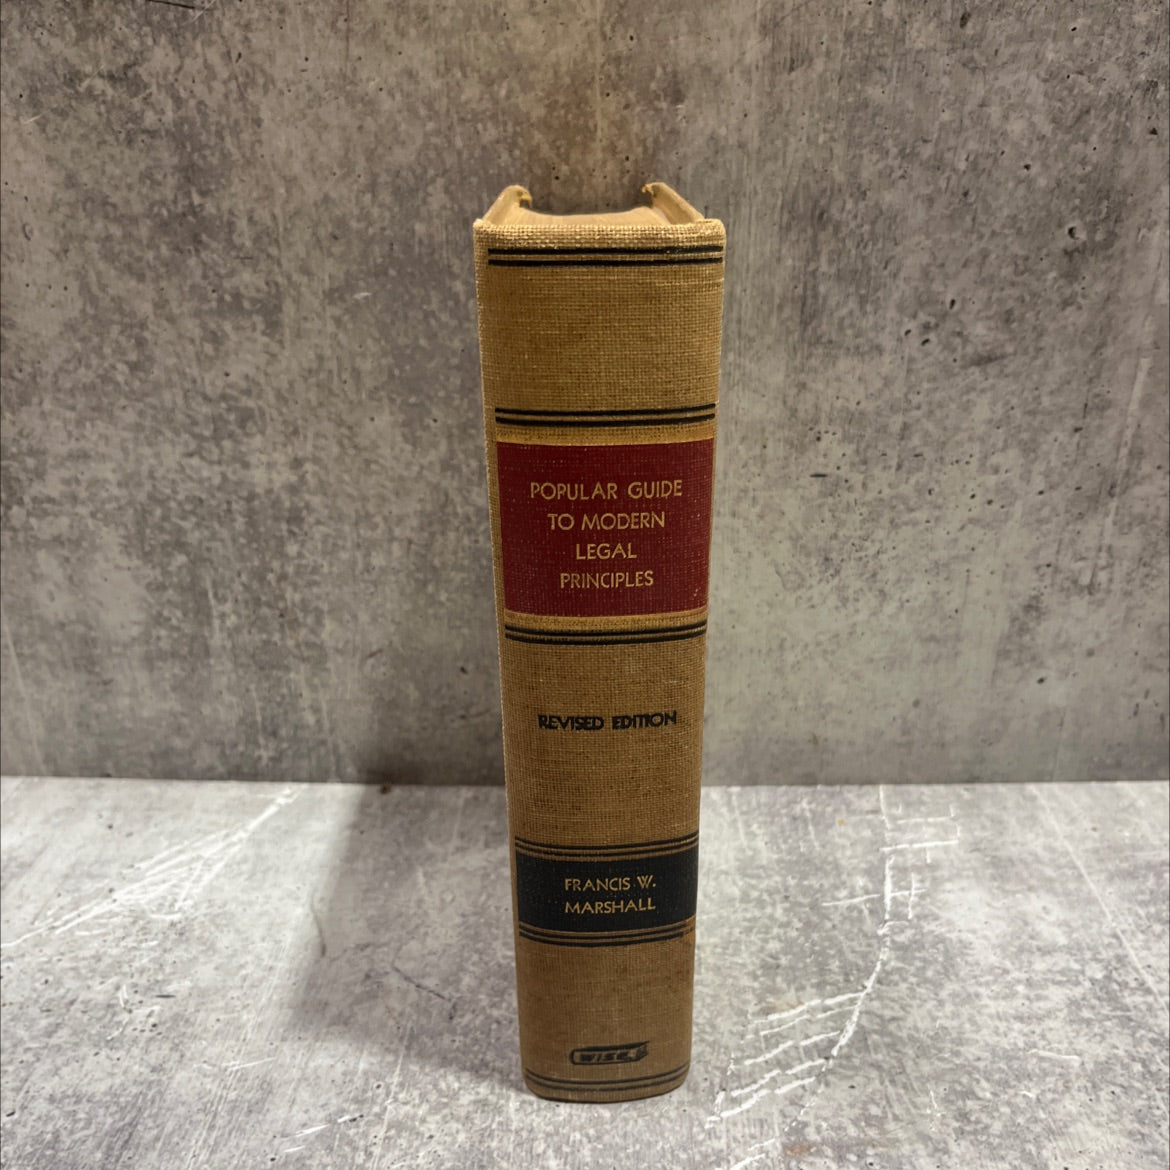 POPULAR GUIDE
TO MODERN
LEGAL
PRINCIPLES
REVISED EDITION
FRANCIS W.
MARSHALL